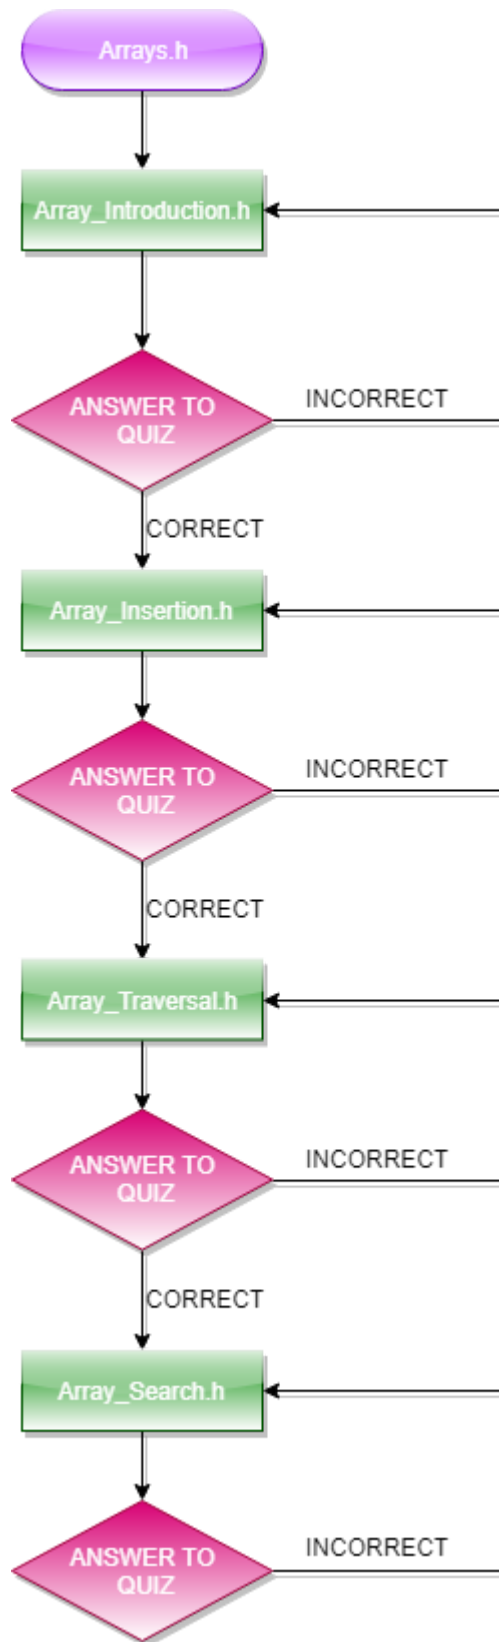 Arrays.h
Array_Introduction.h
ANSWER TO
QUIZ
INCORRECT
CORRECT
Array_Insertion.h
ANSWER TO
QUIZ
INCORRECT
CORRECT
Array_Traversal.h
ANSWER TO
QUIZ
INCORRECT
CORRECT
Array_Search.h
ANSWER TO
QUIZ
INCORRECT